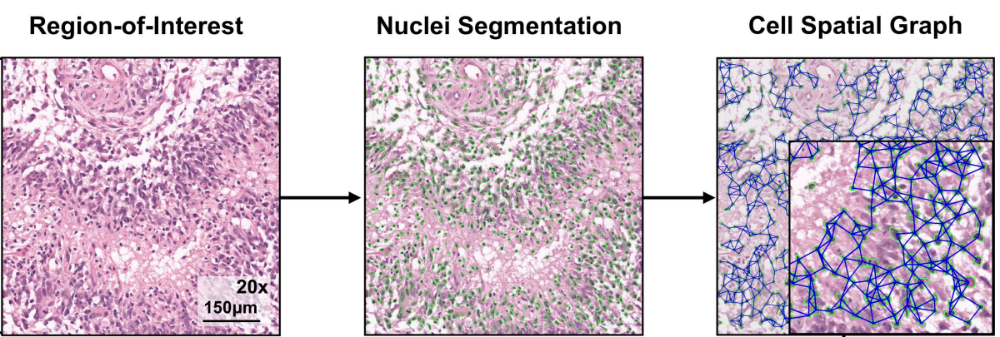 Region-of-Interest
Nuclei Segmentation
Cell Spatial Graph
20x
150μm